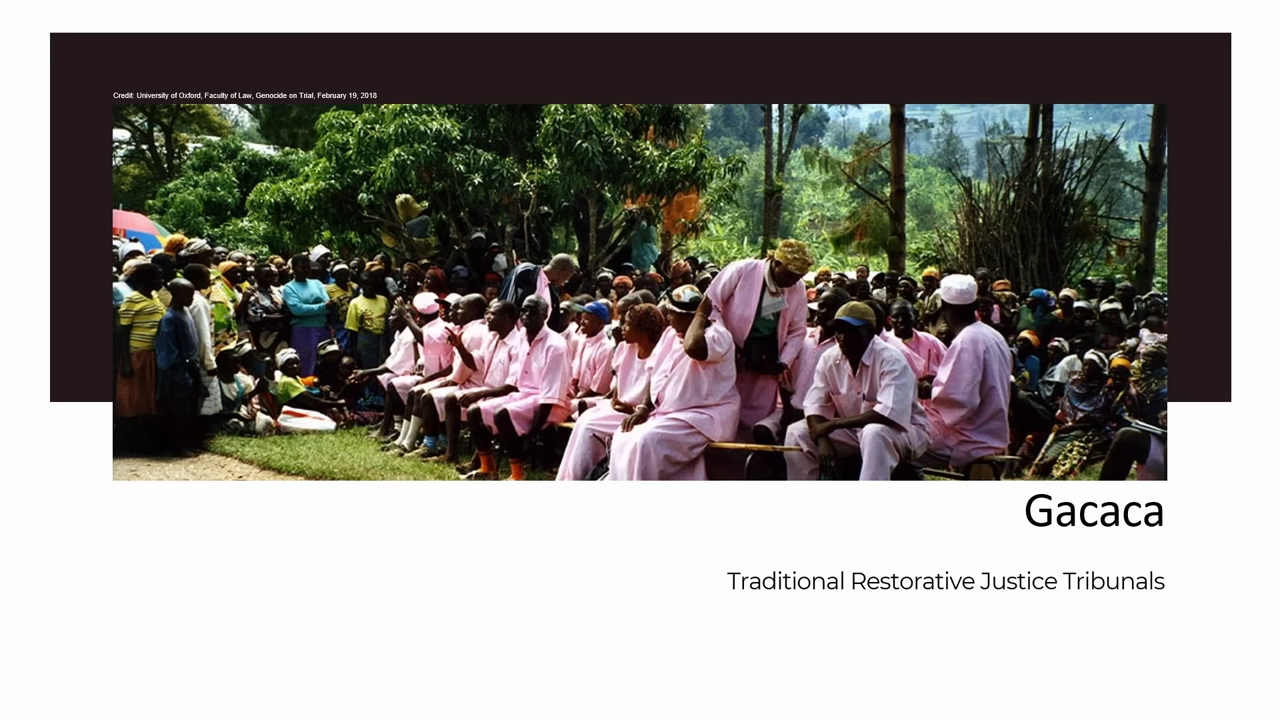 Credit: University of Oxford, Faculty of Law, Genocide on Trial, February 19, 2018
Gacaca
Traditional Restorative Justice Tribunals